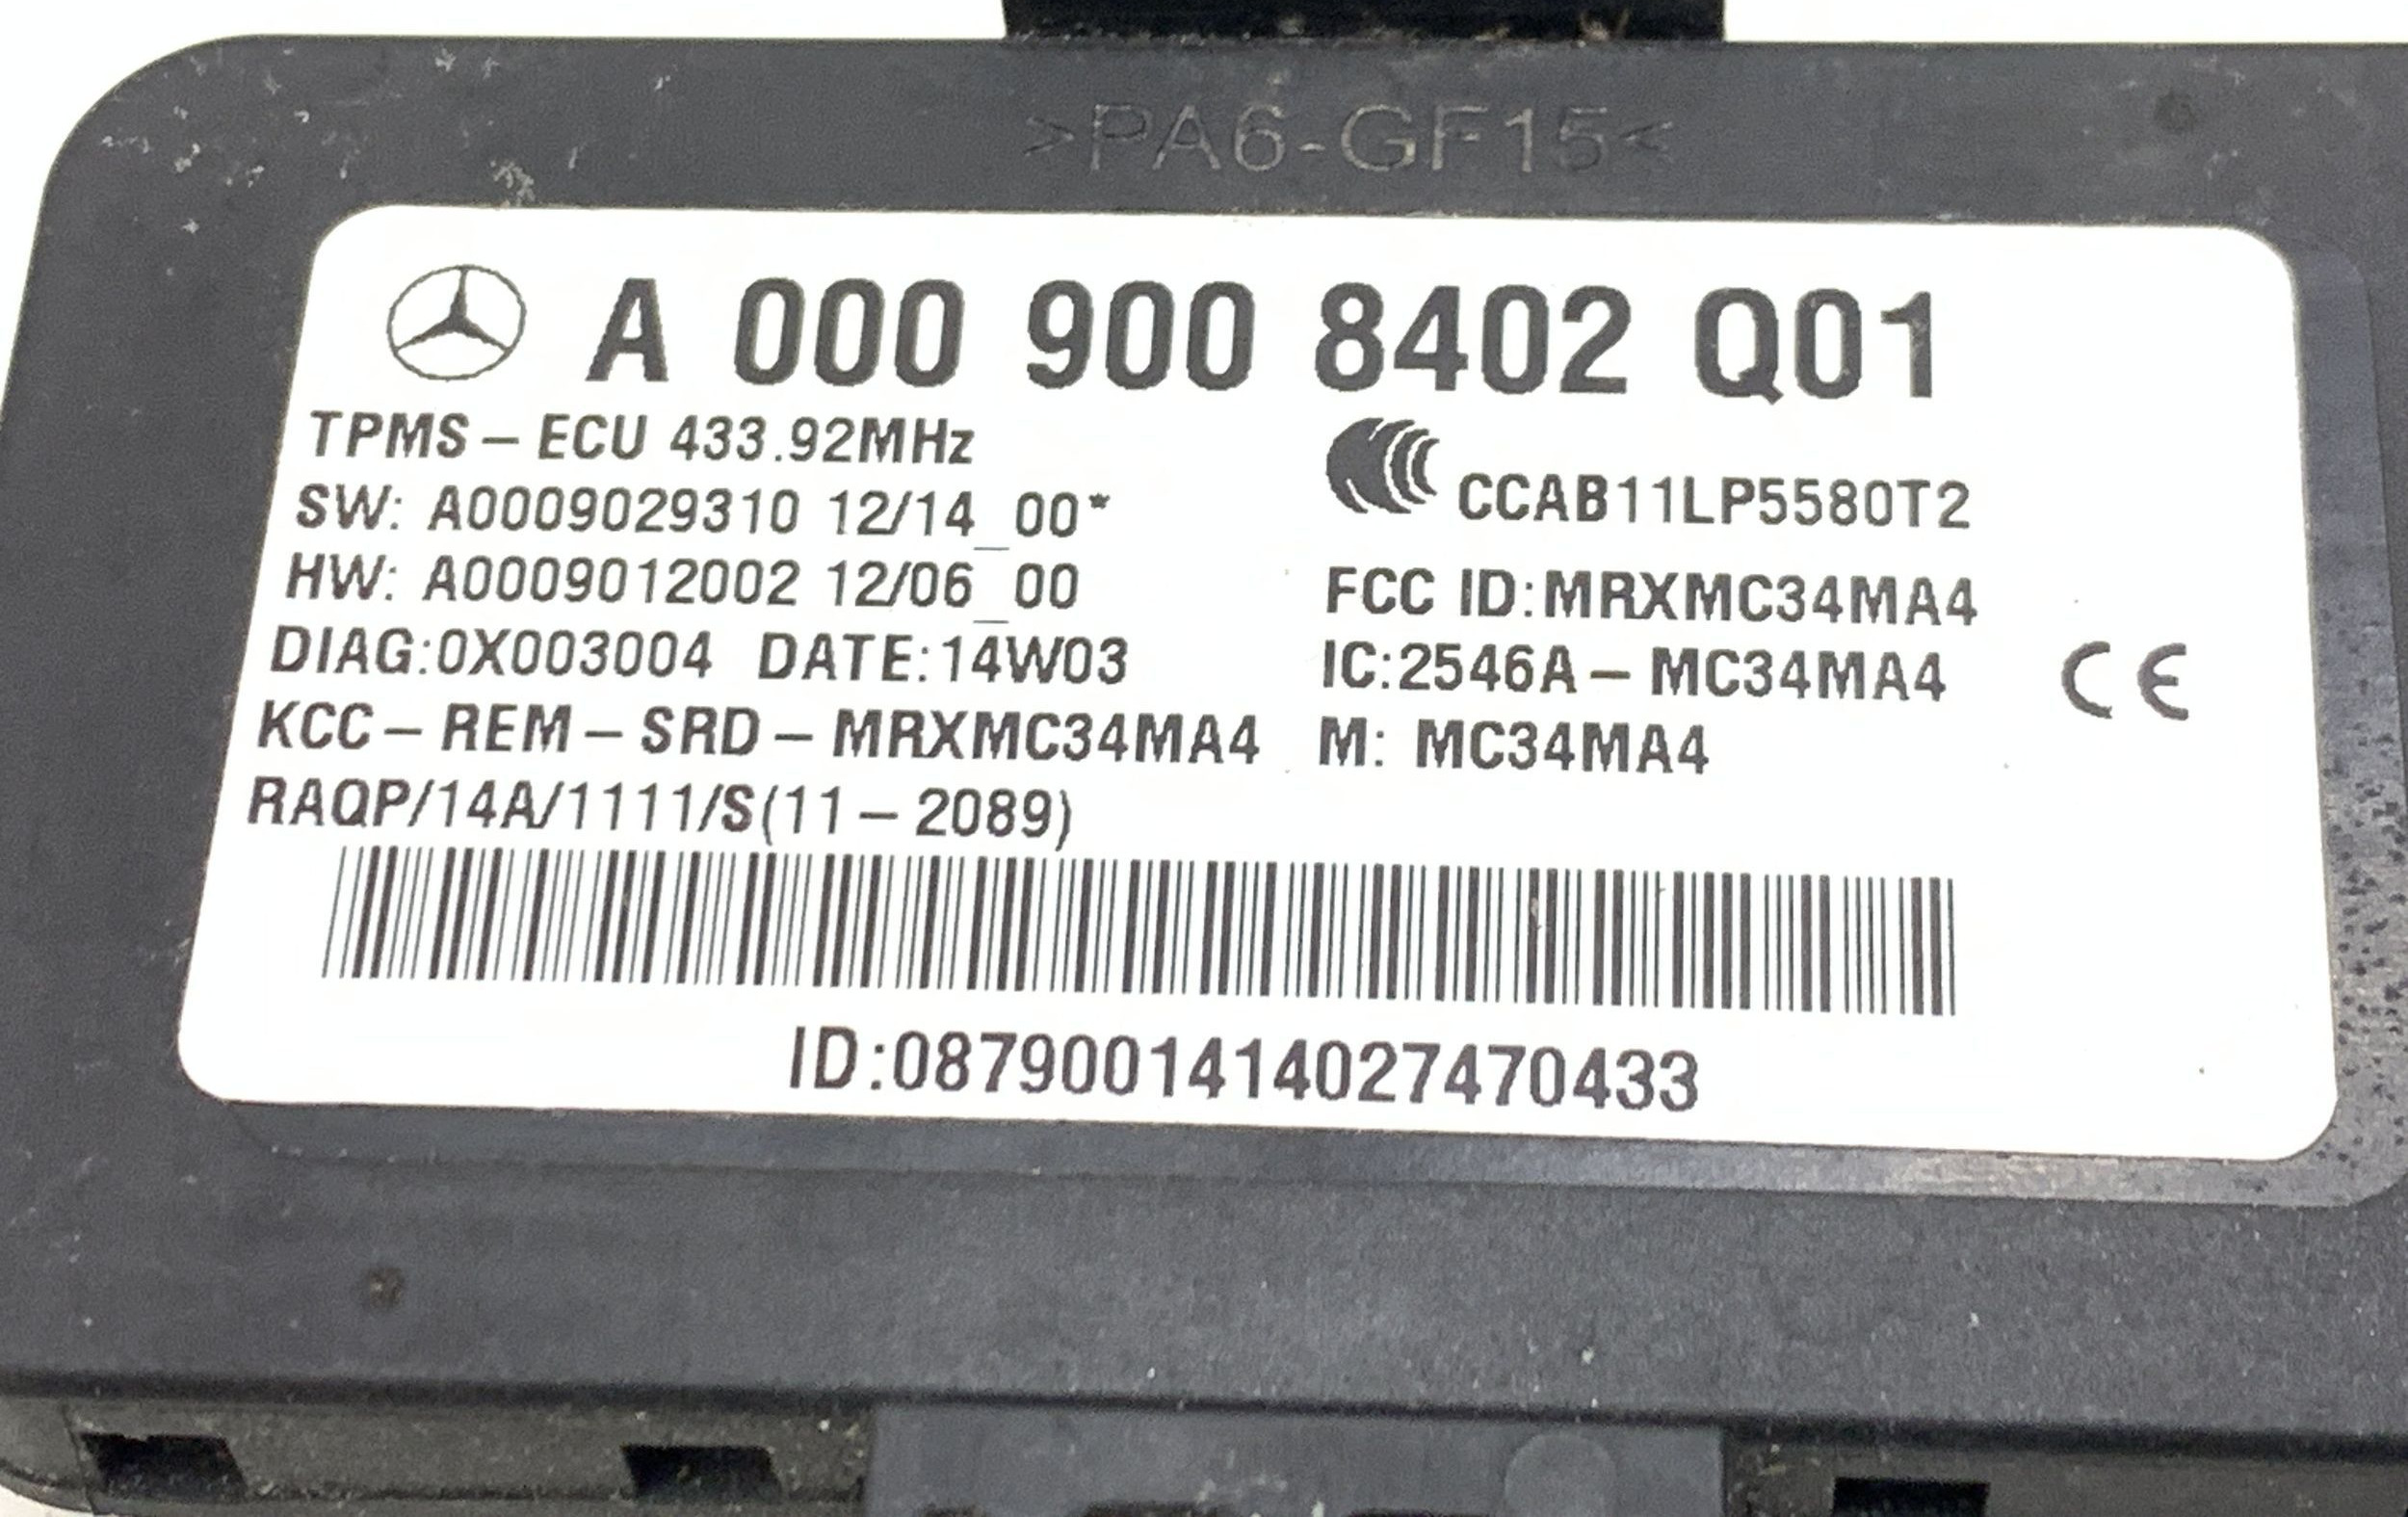 >PA6-GF15<
A 000 900 8402 Q01
TPMS – ECU 433.92MHz
SW: A0009029310 12/14_00*
HW: A0009012002 12/06_00
DIAG:0X003004 DATE:14W03
KCC – REM – SRD – MRXMC34MA4
RAQP/14A/1111/S(11 – 2089)
CCAB11LP5580T2
FCC ID:MRXMC34MA4
IC:2546A – MC34MA4
M: MC34MA4
CE
ID:0879001414027470433